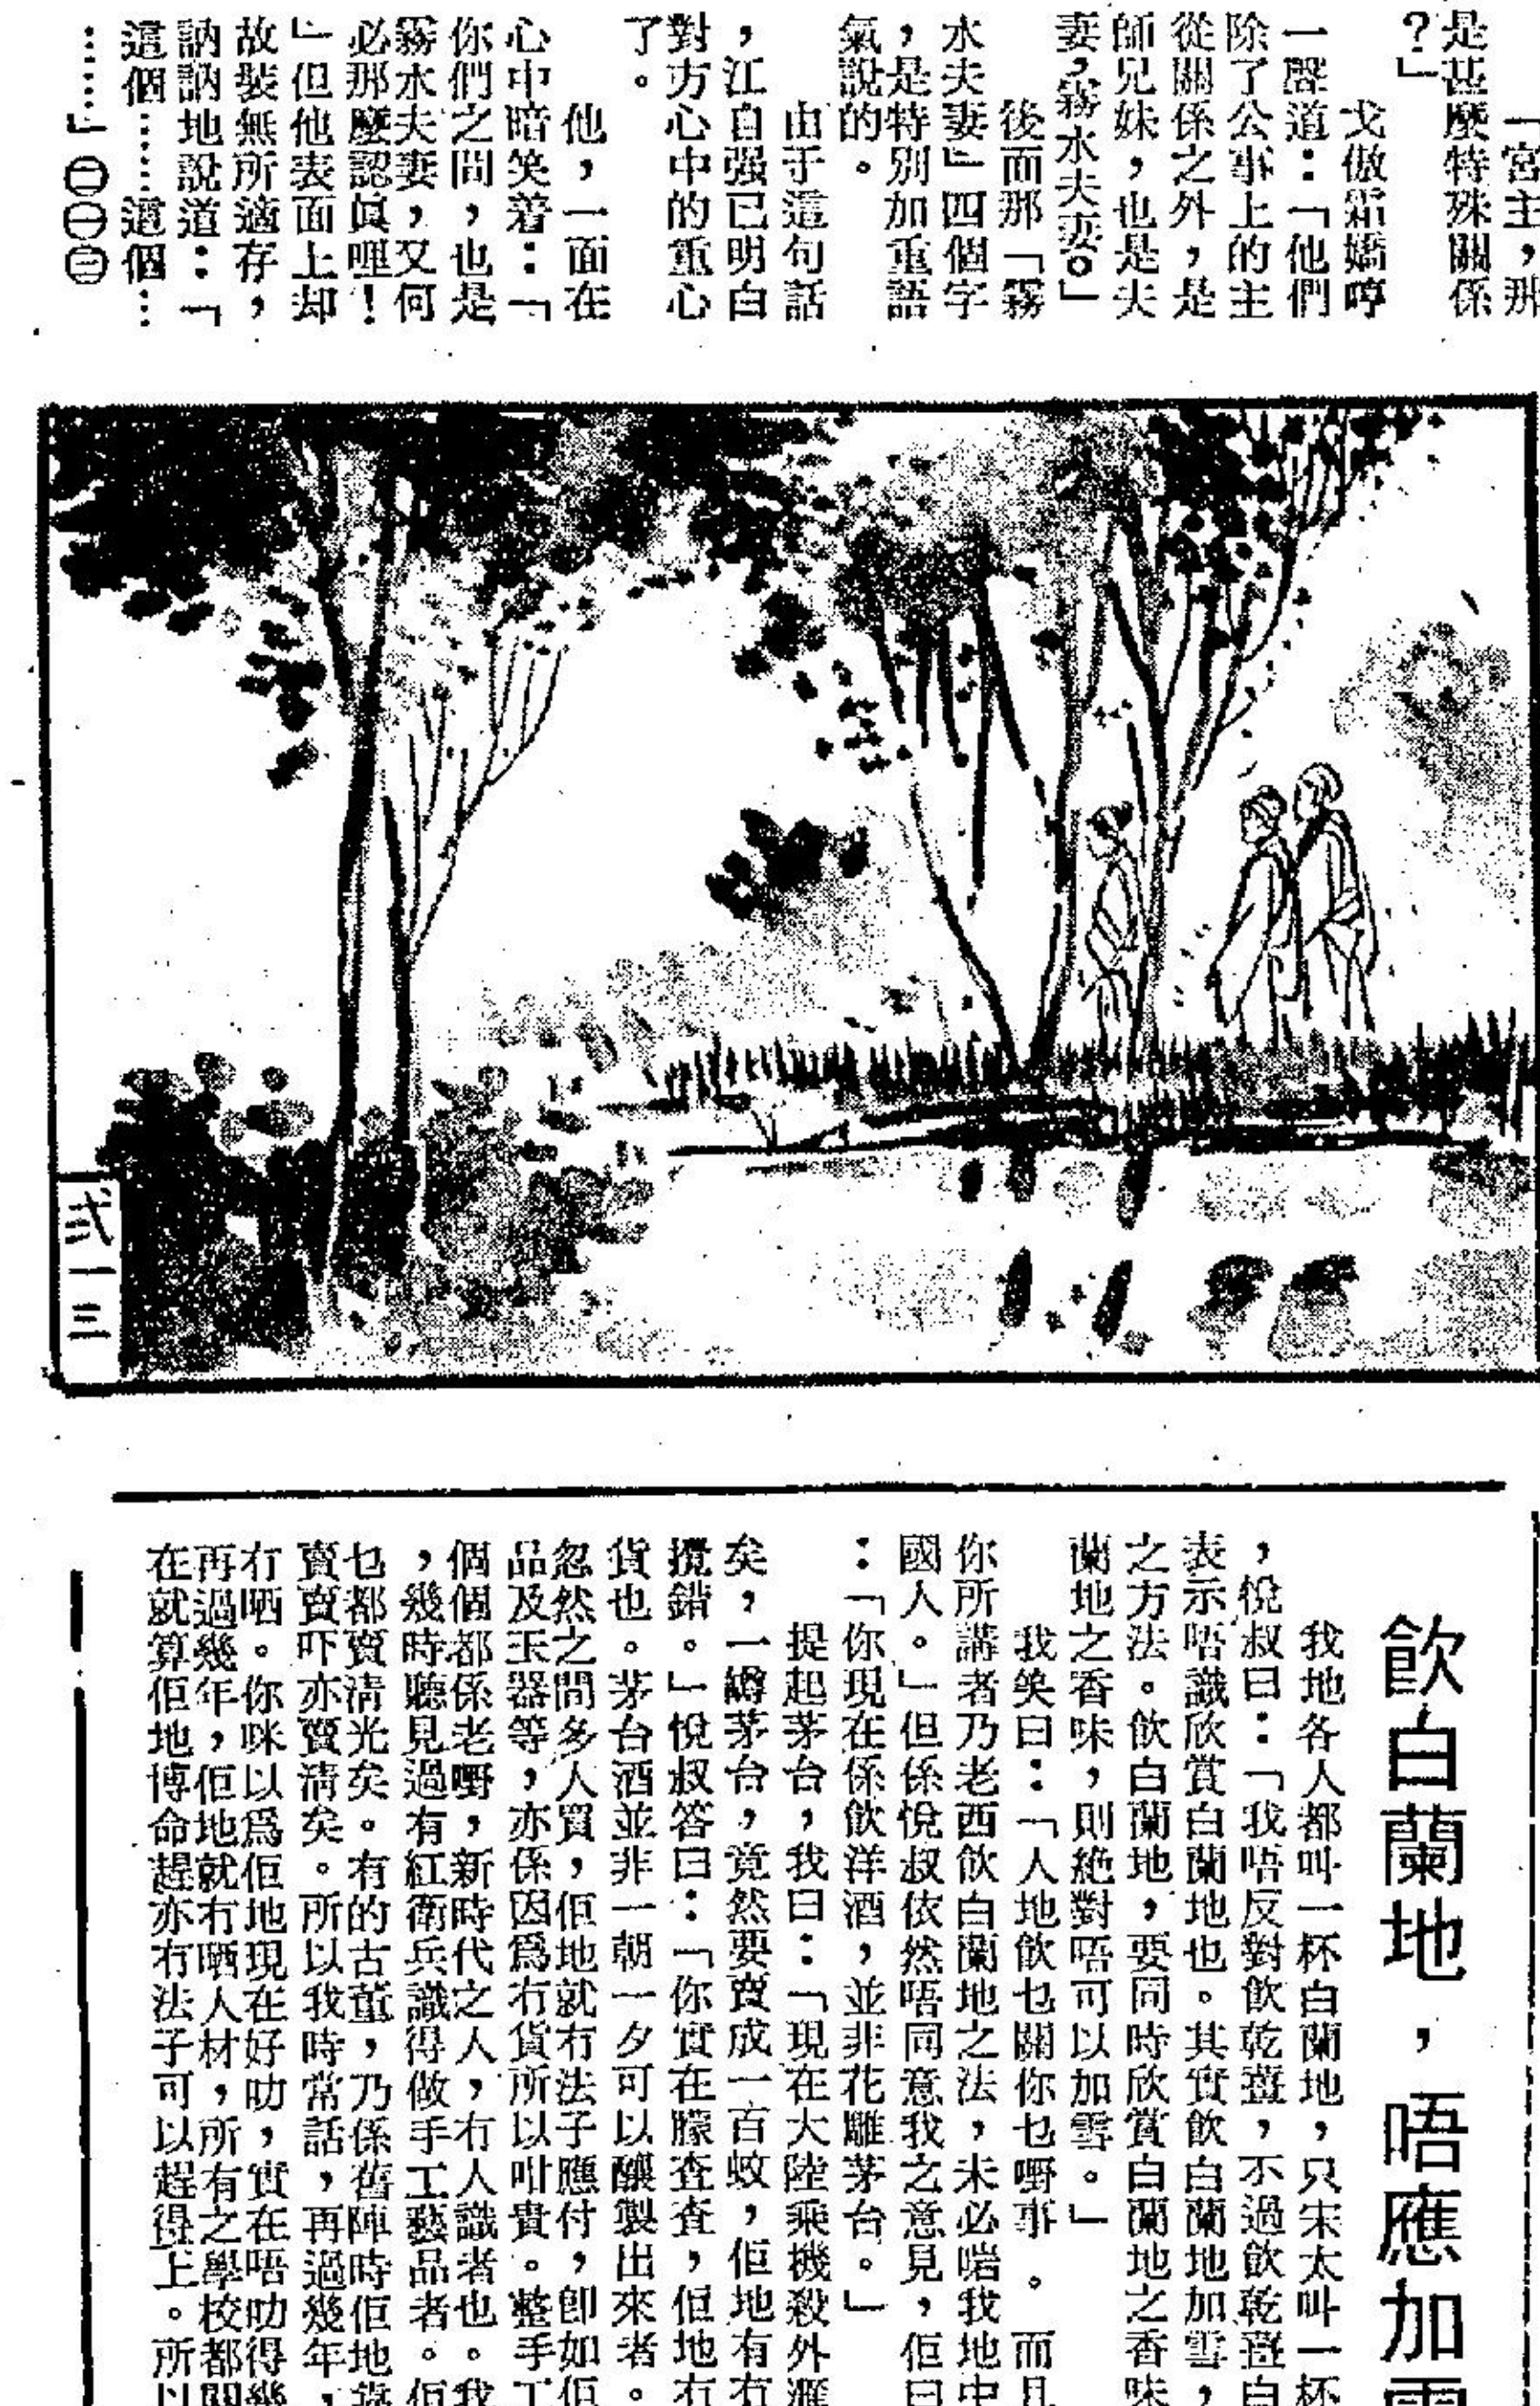 「宮主,那
是甚麼特殊關係
?」
戈傲霜嬌哼
一聲道:「他們
除了公事上的主
從關係之外,是
師兄妹,也是夫
妻,霧水夫妻。」
後面那「霧
水夫妻」四個字
,是特別加重語
氣說的。
由于這句話
,江自强已明白
對方心中的重心
了。
他,一面在
心中暗笑着:「
你們之間,也是
霧水夫妻,又何
必那麼認眞哩!
」但他表面上却
故裝無所適存,
訥訥地說道:「
這個……這個…
……」㊁〇㊀㊂
弍一三
飲白蘭地,唔應加
我地各人都叫一杯白蘭地,只宋太叫一杯
,悅叔曰:「我唔反對飲乾薑,不過飲乾薑白
表示唔識欣賞白蘭地也。其實飲白蘭地加雪,
之方法。飲白蘭地,要同時欣賞白蘭地之香味
蘭地之香味,則絶對唔可以加雪。」
我笑曰:「人地飲乜關你乜嘢事。而且
你所講者乃老西飲白蘭地之法,未必啱我地中
國人。」但係悅叔依然唔同意我之意見,佢曰
:「你現在係飲洋酒,並非花雕茅台。」
提起茅台,我曰:「現在大陸乘機殺外滙
矣,一罇茅台,竟然要賣成一百蚊,佢地有冇
攪錯。」悅叔答曰:「你實在朦查查,佢地冇
貨也。茅台酒並非一朝一夕可以釀製出來者。
忽然之間多人買,佢地就冇法子應付,卽如佢
品及玉器等,亦係因爲冇貨所以咁貴。整手工
個個都係老嘢,新時代之人,冇人識者也。我
,幾時聽見過有紅衛兵識得做手工藝品者。佢
乜都賣清光矣。有的古董,乃係舊陣時佢地
賣賣吓亦賣清矣。所以我時常話,再過幾年,
冇晒。你咪以爲佢地現在好叻,實在唔叻得幾
再過幾年,佢地就冇晒人材,所有之學校都關
在就算佢地博命趕亦冇法子可以趕得上。所以